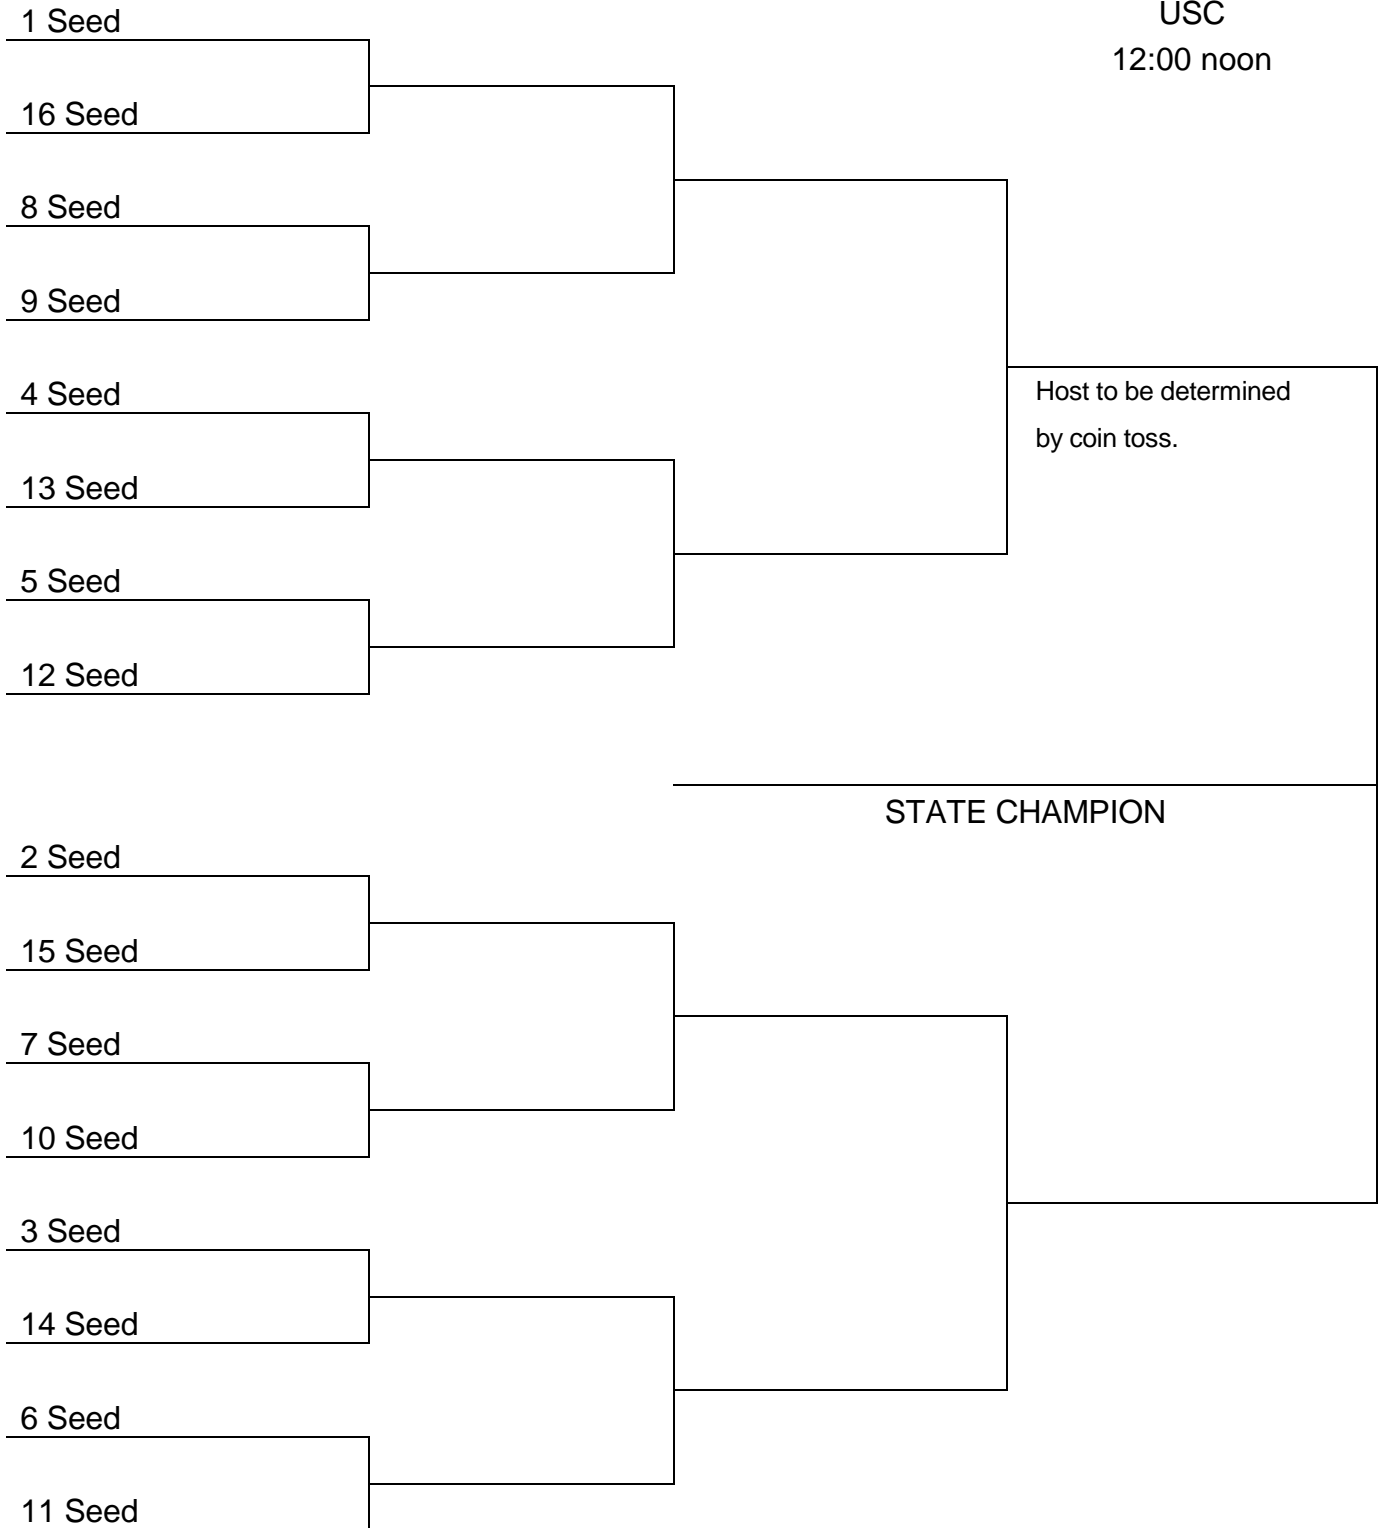 USC
12:00 noon
1 Seed
16 Seed
8 Seed
9 Seed
4 Seed
13 Seed
5 Seed
12 Seed
Host to be determined
by coin toss.
STATE CHAMPION
2 Seed
15 Seed
7 Seed
10 Seed
3 Seed
14 Seed
6 Seed
11 Seed